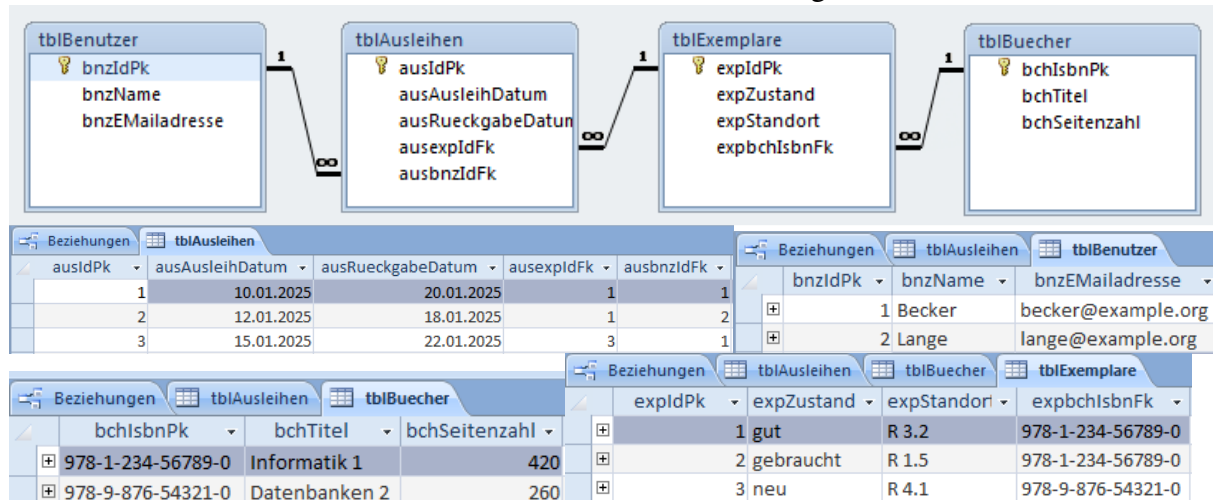 tblBenutzer
bnzIdPk
bnzName
bnzEMailadresse
1
∞
tblAusleihen
ausIdPk
ausAusleihDatum
ausRueckgabeDatun
ausexpIdFk
ausbnzIdFk
1
∞
tblExemplare
expIdPk
expZustand
expStandort
expbchIsbnFk
1
∞
tblBuecher
bchIsbnPk
bchTitel
bchSeitenzahl
Beziehungen tblAusleihen
ausIdPk ausAusleihDatum ausRueckgabeDatum ausexpIdFk ausbnzIdFk
1 10.01.2025 20.01.2025 1 1
2 12.01.2025 18.01.2025 1 2
3 15.01.2025 22.01.2025 3 1
Beziehungen tblAusleihen tblBenutzer
bnzIdPk bnzName bnzEMailadresse
1 Becker becker@example.org
2 Lange lange@example.org
Beziehungen tblAusleihen tblBuecher
bchIsbnPk bchTitel bchSeitenzahl
978-1-234-56789-0 Informatik 1 420
978-9-876-54321-0 Datenbanken 2 260
Beziehungen tblAusleihen tblBuecher tblExemplare
expIdPk expZustand expStandort expbchIsbnFk
1 gut R 3.2 978-1-234-56789-0
2 gebraucht R 1.5 978-1-234-56789-0
3 neu R 4.1 978-9-876-54321-0